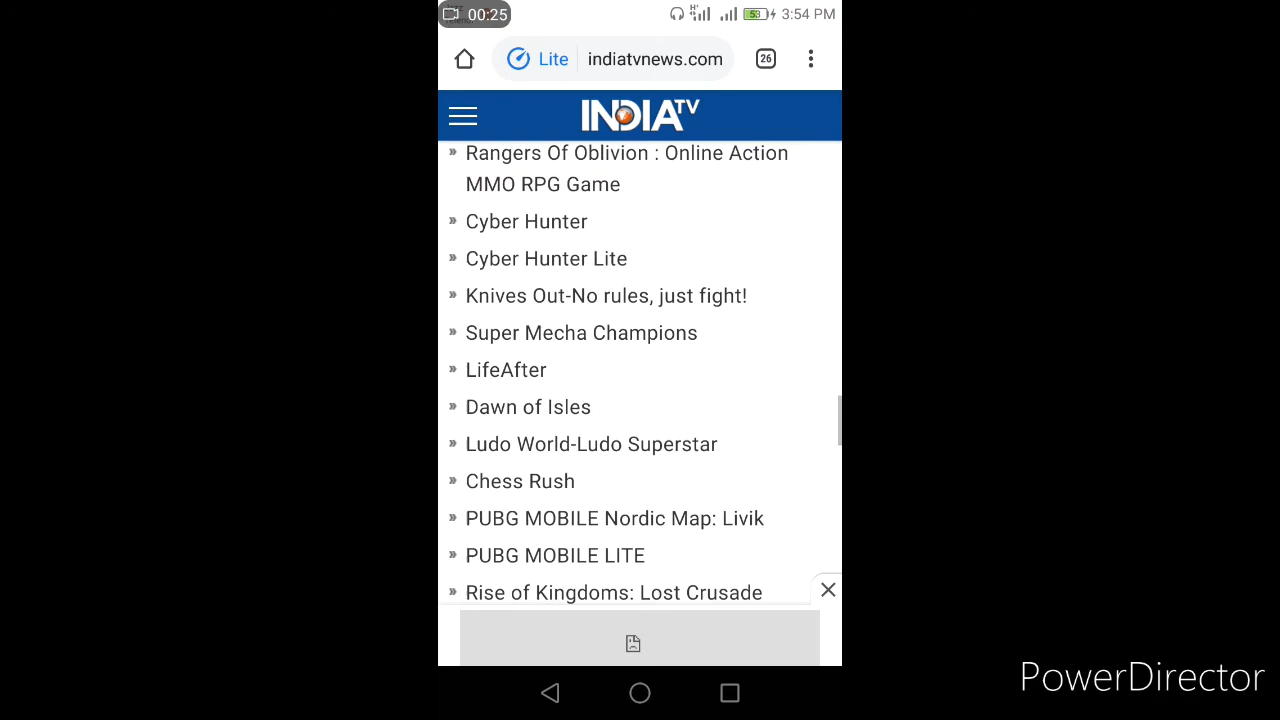 00:25
H+
53
3:54 PM
Lite
indiatvnews.com
26
INDIA TV
» Rangers Of Oblivion : Online Action
MMO RPG Game
» Cyber Hunter
» Cyber Hunter Lite
» Knives Out-No rules, just fight!
» Super Mecha Champions
» LifeAfter
» Dawn of Isles
» Ludo World-Ludo Superstar
» Chess Rush
» PUBG MOBILE Nordic Map: Livik
» PUBG MOBILE LITE
» Rise of Kingdoms: Lost Crusade
PowerDirector